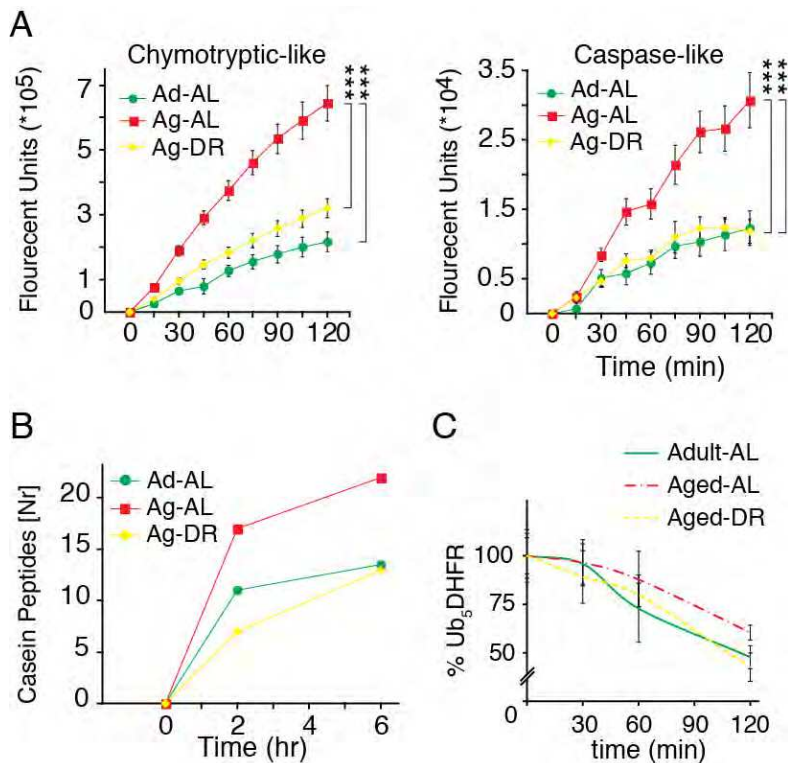 A
Chymotryptic-like
Flourecent Units (*10⁵)
7
5
3
1
0
Ad-AL
Ag-AL
Ag-DR
***
***
0 30 60 90 120
Caspase-like
Flourecent Units (*10⁴)
3.5
2.5
1.5
0.5
0
Ad-AL
Ag-AL
Ag-DR
***
***
0 30 60 90 120
Time (min)
B
Casein Peptides [Nr]
20
15
10
5
0
Ad-AL
Ag-AL
Ag-DR
0 2 4 6
Time (hr)
C
Adult-AL
Aged-AL
Aged-DR
% Ub₅DHFR
100
75
50
0
30 60 90 120
time (min)